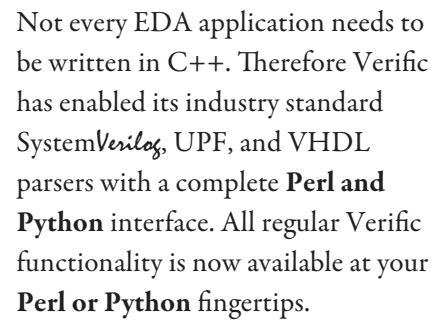 Not every EDA application needs to
be written in C++. Therefore Verific
has enabled its industry standard
SystemVerilog, UPF, and VHDL
parsers with a complete Perl and
Python interface. All regular Verific
functionality is now available at your
Perl or Python fingertips.